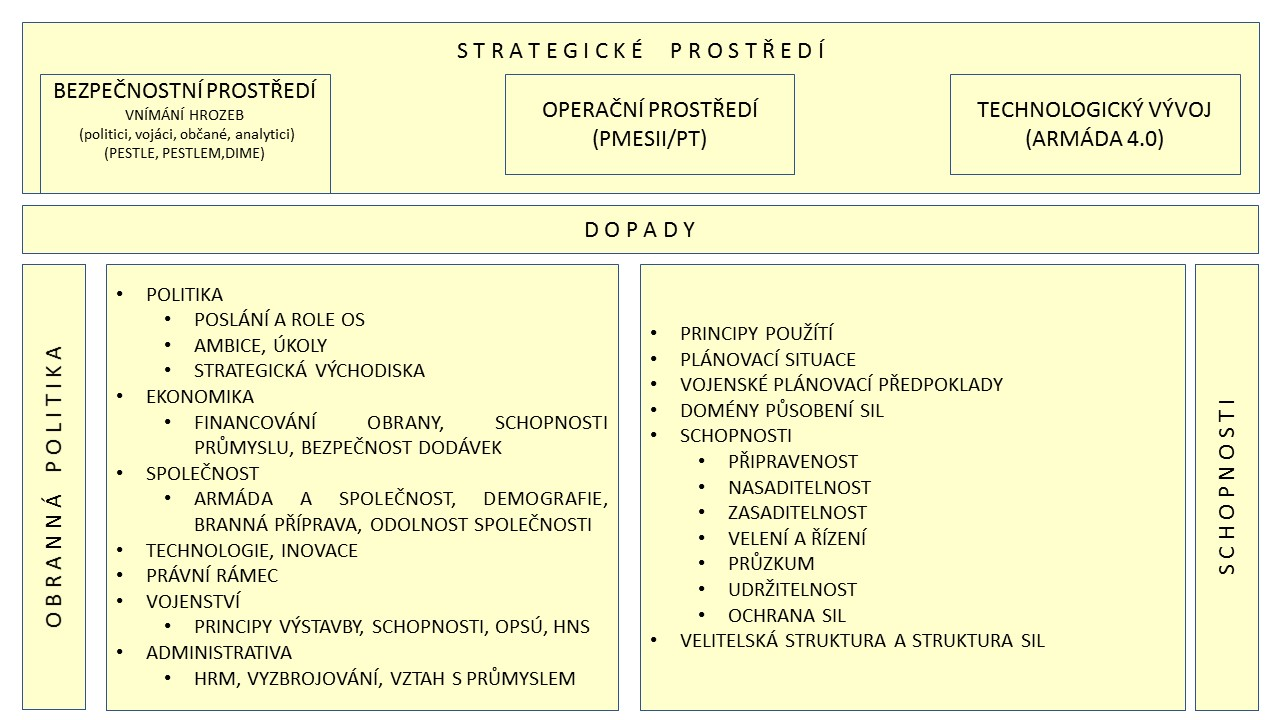 STRATEGICKÉ PROSTŘEDÍ
BEZPEČNOSTNÍ PROSTŘEDÍ
VNÍMÁNÍ HROZEB
(politici, vojáci, občané, analytici)
(PESTLE, PESTLEM,DIME)
OPERAČNÍ PROSTŘEDÍ
(PMESII/PT)
TECHNOLOGICKÝ VÝVOJ
(ARMÁDA 4.0)
DOPADY
OBRANNÁ POLITIKA
• POLITIKA
• POSLÁNÍ A ROLE OS
• AMBICE, ÚKOLY
• STRATEGICKÁ VÝCHODISKA
• EKONOMIKA
• FINANCOVÁNÍ OBRANY, SCHOPNOSTI
PRŮMYSLU, BEZPEČNOST DODÁVEK
• SPOLEČNOST
• ARMÁDA A SPOLEČNOST, DEMOGRAFIE,
BRANNÁ PŘÍPRAVA, ODOLNOST SPOLEČNOSTI
• TECHNOLOGIE, INOVACE
• PRÁVNÍ RÁMEC
• VOJENSTVÍ
• PRINCIPY VÝSTAVBY, SCHOPNOSTI, OPSÚ, HNS
• ADMINISTRATIVA
• HRM, VYZBROJOVÁNÍ, VZTAH S PRŮMYSLEM
• PRINCIPY POUŽÍTÍ
• PLÁNOVACÍ SITUACE
• VOJENSKÉ PLÁNOVACÍ PŘEDPOKLADY
• DOMÉNY PŮSOBENÍ SIL
• SCHOPNOSTI
• PŘIPRAVENOST
• NASADITELNOST
• ZASADITELNOST
• VELENÍ A ŘÍZENÍ
• PRŮZKUM
• UDRŽITELNOST
• OCHRANA SIL
• VELITELSKÁ STRUKTURA A STRUKTURA SIL
SCHOPNOSTI